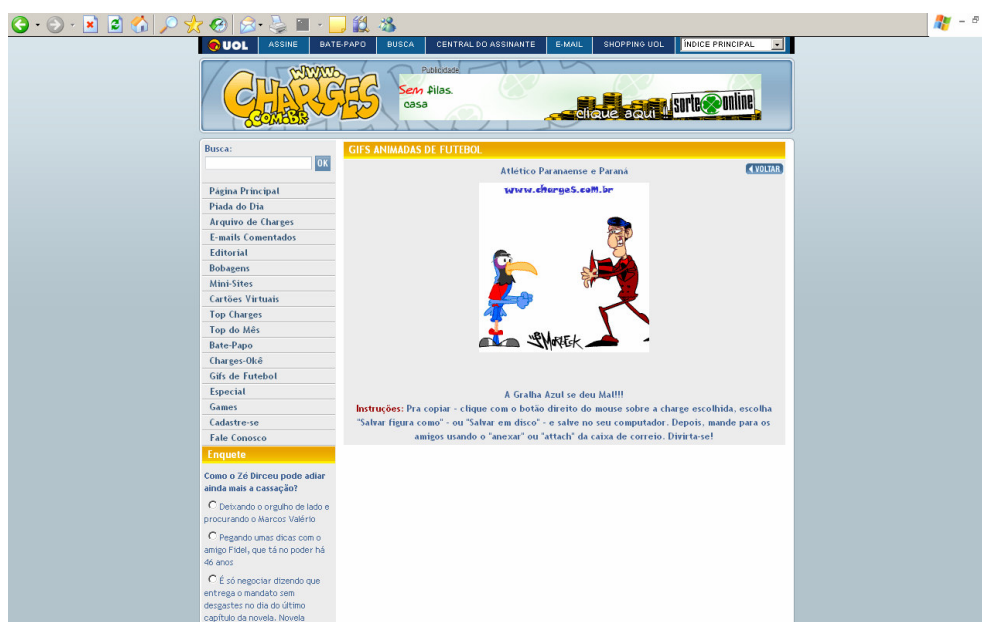 UOL ASSINE BATE-PAPO BUSCA CENTRAL DO ASSINANTE E-MAIL SHOPPING UOL ÍNDICE PRINCIPAL
WWW.
CHARGES
.COM.BR
Publicidade
Sem filas.
casa
clique aqui !
sorte online
Busca:
OK
Página Principal
Piada do Dia
Arquivo de Charges
E-mails Comentados
Editorial
Bobagens
Mini-Sites
Cartões Virtuais
Top Charges
Top do Mês
Bate-Papo
Charges-Okê
Gifs de Futebol
Especial
Games
Cadastre-se
Fale Conosco
Enquete
Como o Zé Dirceu pode adiar
ainda mais a cassação?
Deixando o orgulho de lado e
procurando o Marcos Valério
Pegando umas dicas com o
amigo Fidel, que tá no poder há
46 anos
É só negociar dizendo que
entrega o mandato sem
desgastes no dia do último
capítulo da novela. Novela
GIFS ANIMADAS DE FUTEBOL
Atlético Paranaense e Paraná
VOLTAR
www.charges.com.br
A Gralha Azul se deu Mal!!!
Instruções: Pra copiar - clique com o botão direito do mouse sobre a charge escolhida, escolha
"Salvar figura como" - ou "Salvar em disco" - e salve no seu computador. Depois, mande para os
amigos usando o "anexar" ou "attach" da caixa de correio. Divirta-se!